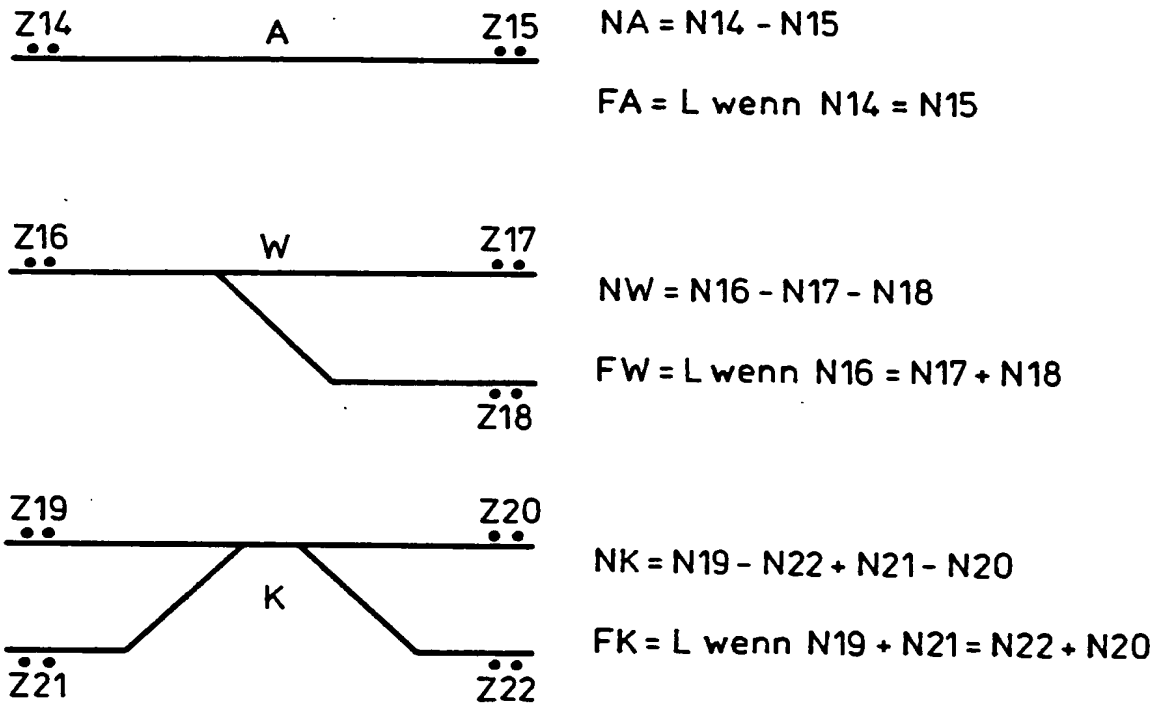 Z14 A Z15
NA = N14 - N15
FA = L wenn N14 = N15
Z16 W Z17
NW = N16 - N17 - N18
FW = L wenn N16 = N17 + N18
Z18
Z19 Z20
NK = N19 - N22 + N21 - N20
K
FK = L wenn N19 + N21 = N22 + N20
Z21 Z22